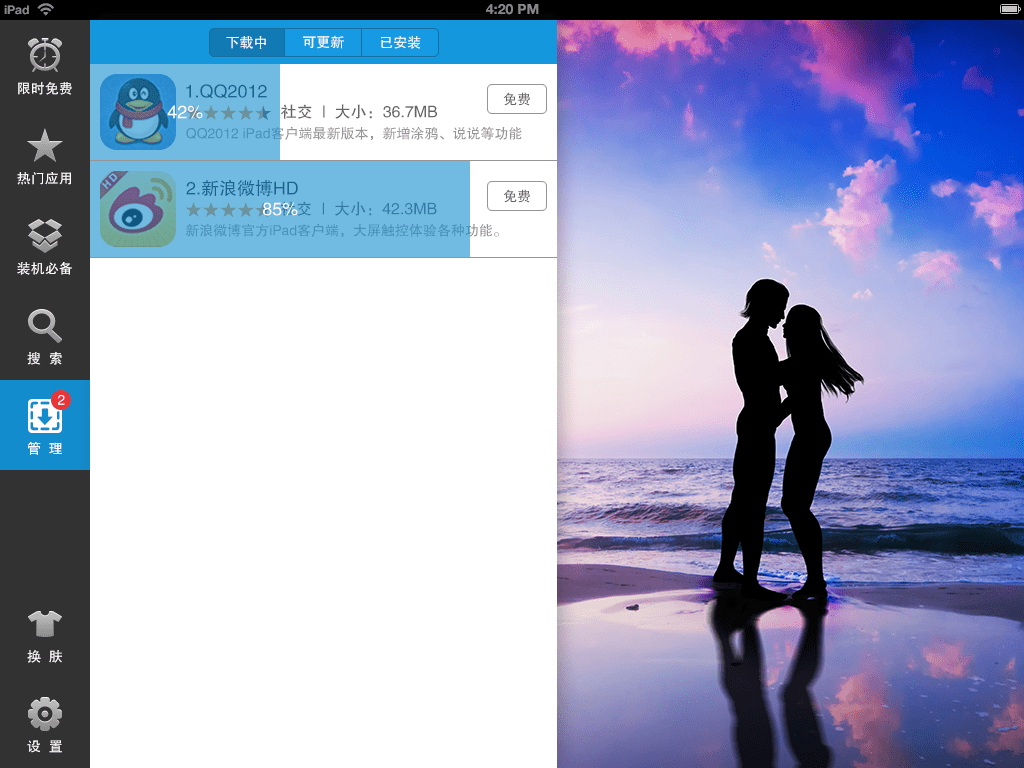 iPad 4:20 PM
限时免费
热门应用
装机必备
搜 索
2
管 理
换 肤
设 置
下载中 可更新 已安装
1.QQ2012
42% 社交 | 大小：36.7MB
QQ2012 iPad客户端最新版本，新增涂鸦、说说等功能
免费
HD
2.新浪微博HD
85% 交 | 大小：42.3MB
新浪微博官方iPad客户端，大屏触控体验各种功能。
免费